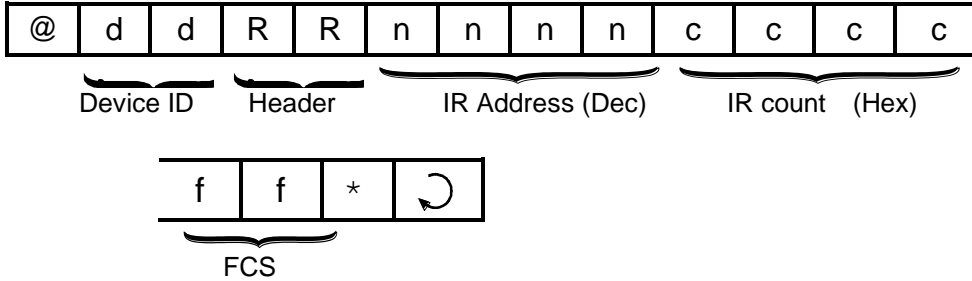 @ d d R R n n n n c c c c
Device ID Header IR Address (Dec) IR count (Hex)
f f *
FCS